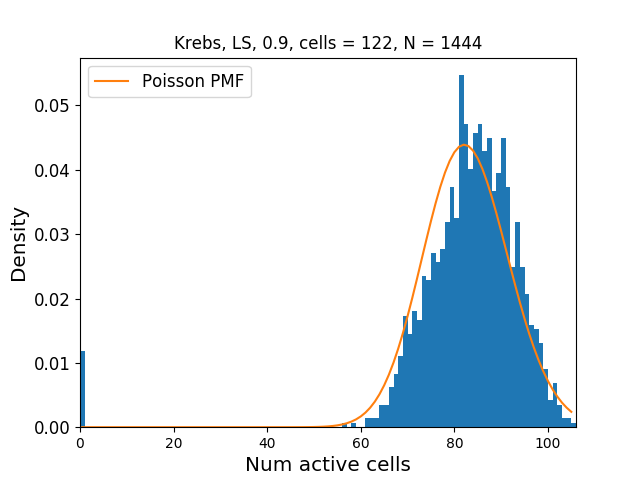 Krebs, LS, 0.9, cells = 122, N = 1444
Poisson PMF
Density
0.05
0.04
0.03
0.02
0.01
0.00
0 20 40 60 80 100
Num active cells